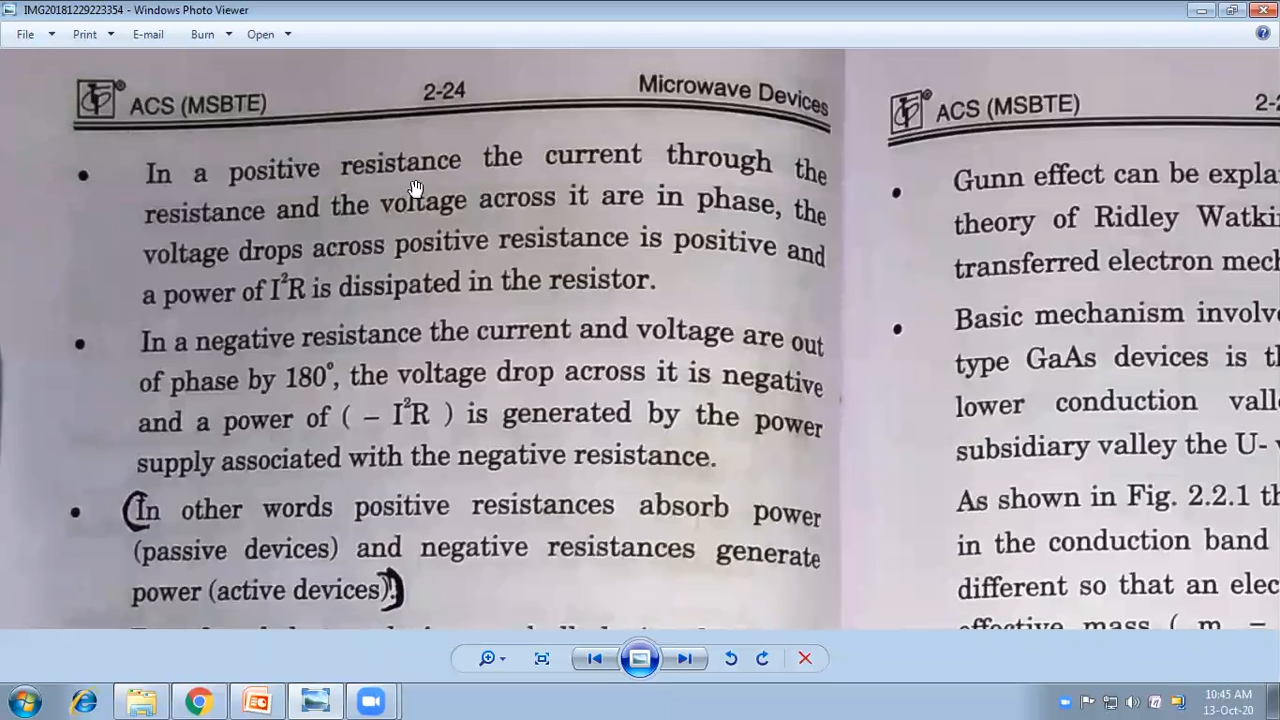 IMG20181229223354 - Windows Photo Viewer
File Print E-mail Burn Open
ACS (MSBTE) 2-24 Microwave Devices
• In a positive resistance the current through the
resistance and the voltage across it are in phase, the
voltage drops across positive resistance is positive and
a power of I²R is dissipated in the resistor.
• In a negative resistance the current and voltage are out
of phase by 180°, the voltage drop across it is negative
and a power of ( – I²R ) is generated by the power
supply associated with the negative resistance.
• (In other words positive resistances absorb power
(passive devices) and negative resistances generate
power (active devices).)
ACS (MSBTE) 2-
• Gunn effect can be expla
theory of Ridley Watki
transferred electron mech
• Basic mechanism involve
type GaAs devices is th
lower conduction valle
subsidiary valley the U- v
As shown in Fig. 2.2.1 th
in the conduction band
different so that an elec
effective mass ( m =
10:45 AM
13-Oct-20